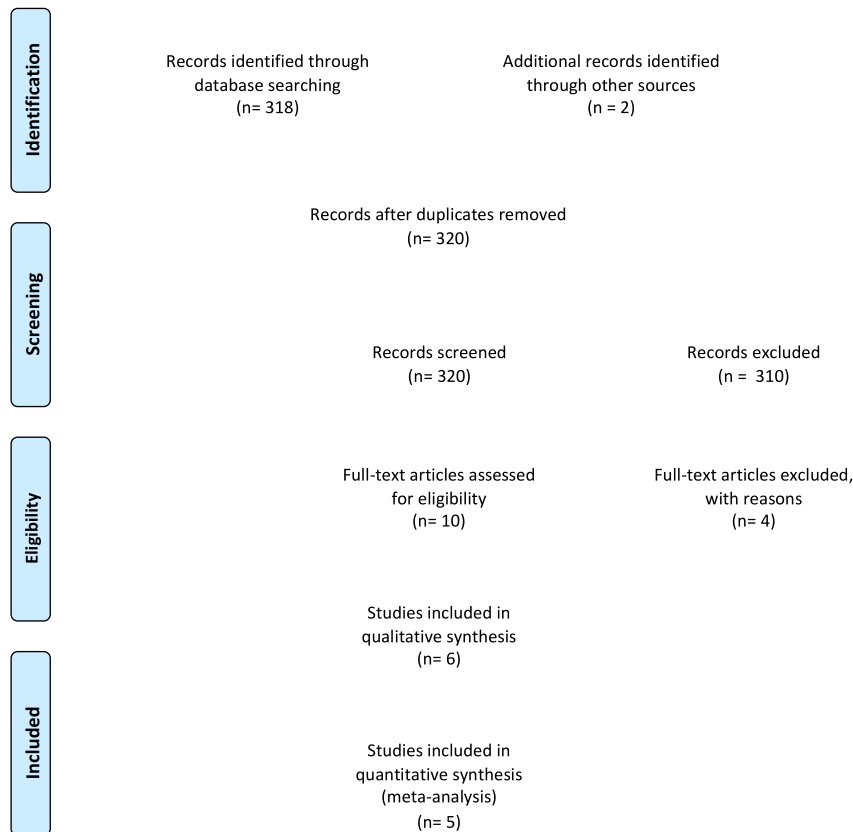 Identification
Records identified through
database searching
(n= 318)
Additional records identified
through other sources
(n = 2)
Records after duplicates removed
(n= 320)
Screening
Records screened
(n= 320)
Records excluded
(n =  310)
Eligibility
Full-text articles assessed
for eligibility
(n= 10)
Full-text articles excluded,
with reasons
(n= 4)
Studies included in
qualitative synthesis
(n= 6)
Included
Studies included in
quantitative synthesis
(meta-analysis)
(n= 5)